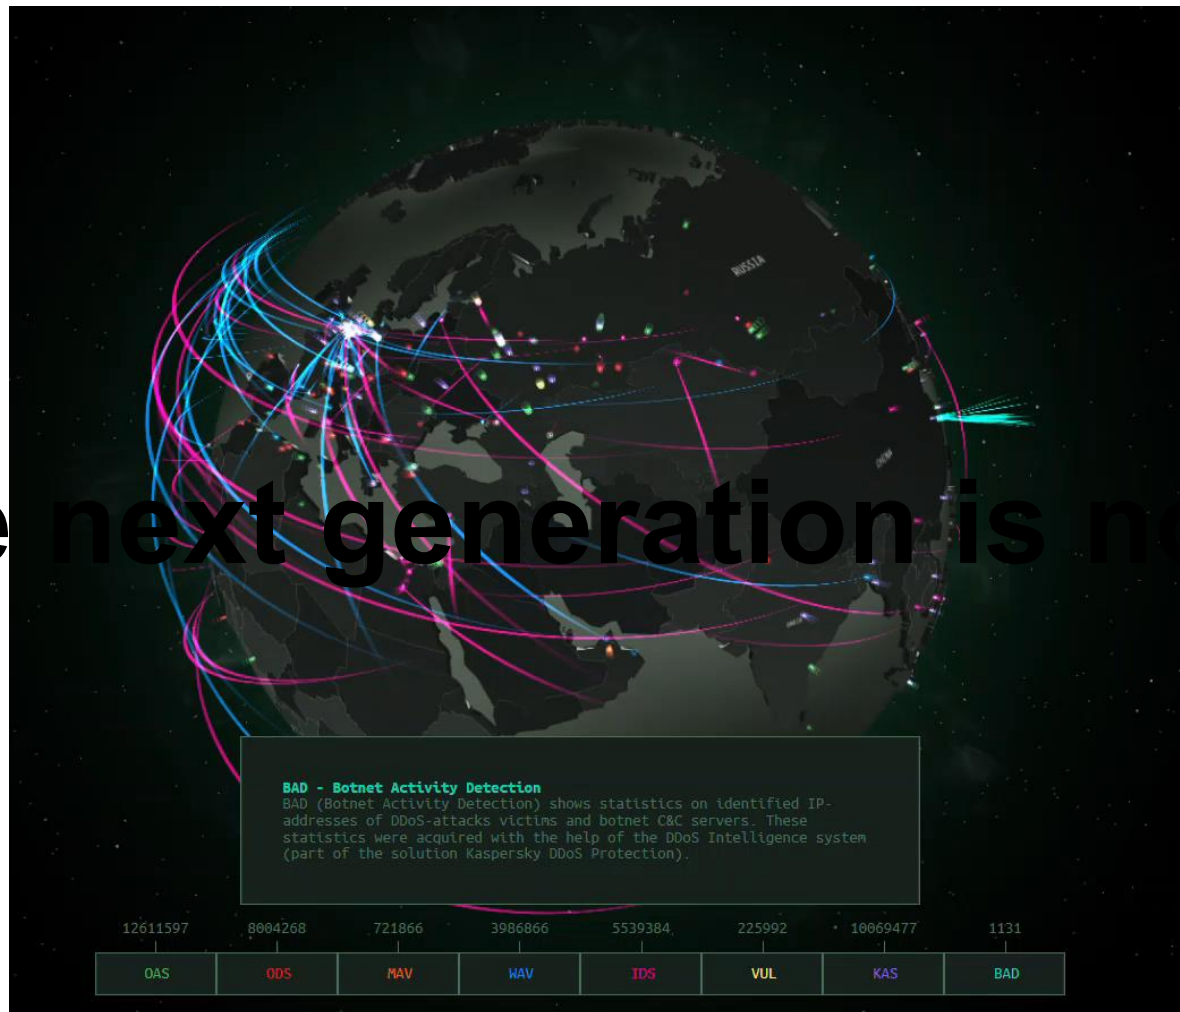 RUSSIA
CHINA
e next generation is ne
BAD - Botnet Activity Detection
BAD (Botnet Activity Detection) shows statistics on identified IP-
addresses of DDoS-attacks victims and botnet C&C servers. These
statistics were acquired with the help of the DDoS Intelligence system
(part of the solution Kaspersky DDoS Protection).
12611597 8004268 721866 3986866 5539384 225992 10069477 1131
OAS ODS MAV WAV IDS VUL KAS BAD